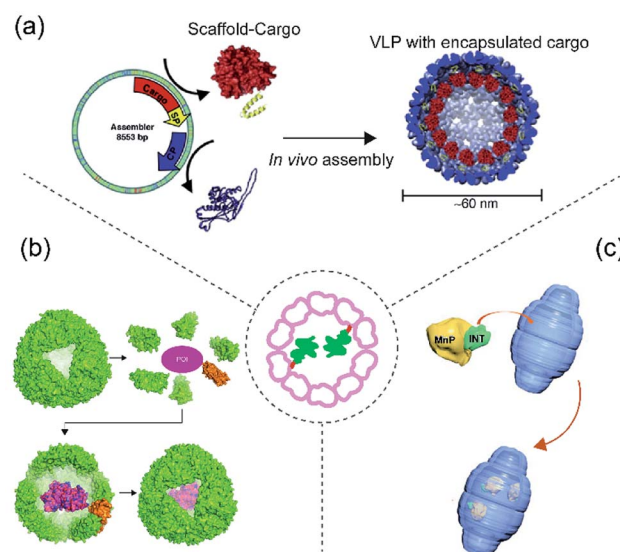 (a)
Scaffold-Cargo
VLP with encapsulated cargo
Cargo
SP
Assembler
8553 bp
CP
In vivo assembly
~60 nm
(b)
POI
(c)
MnP
INT